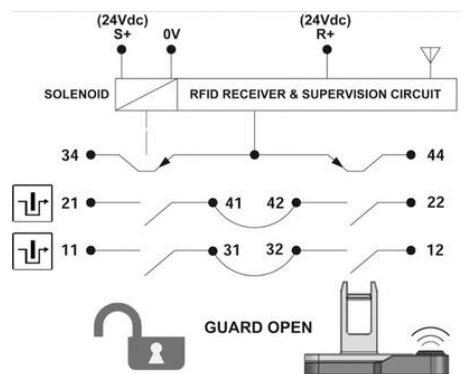 (24Vdc) (24Vdc)
S+ 0V R+
SOLENOID RFID RECEIVER & SUPERVISION CIRCUIT
34 44
21 41 42 22
11 31 32 12
GUARD OPEN